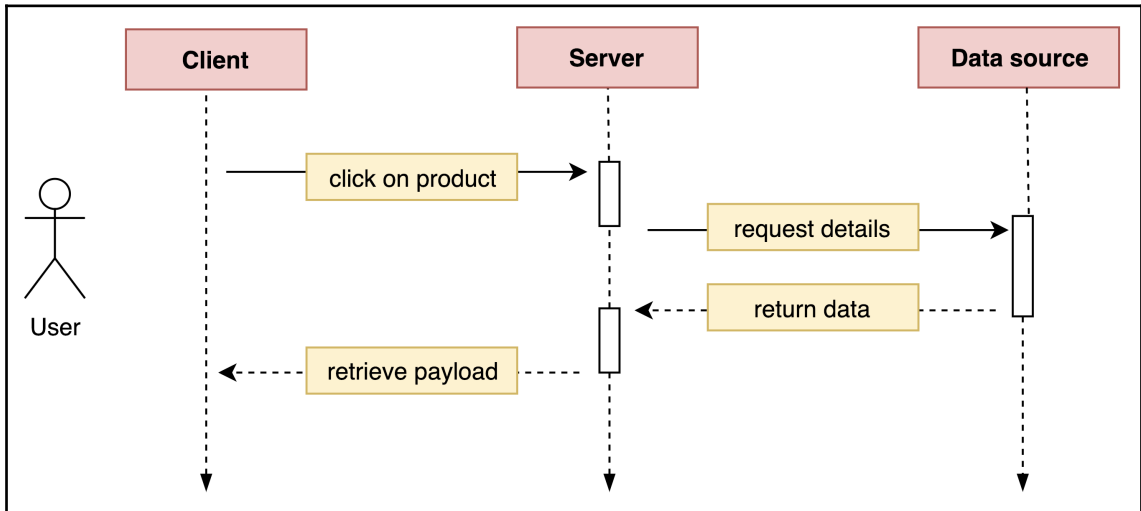 Client
Server
Data source
click on product
request details
User
return data
retrieve payload